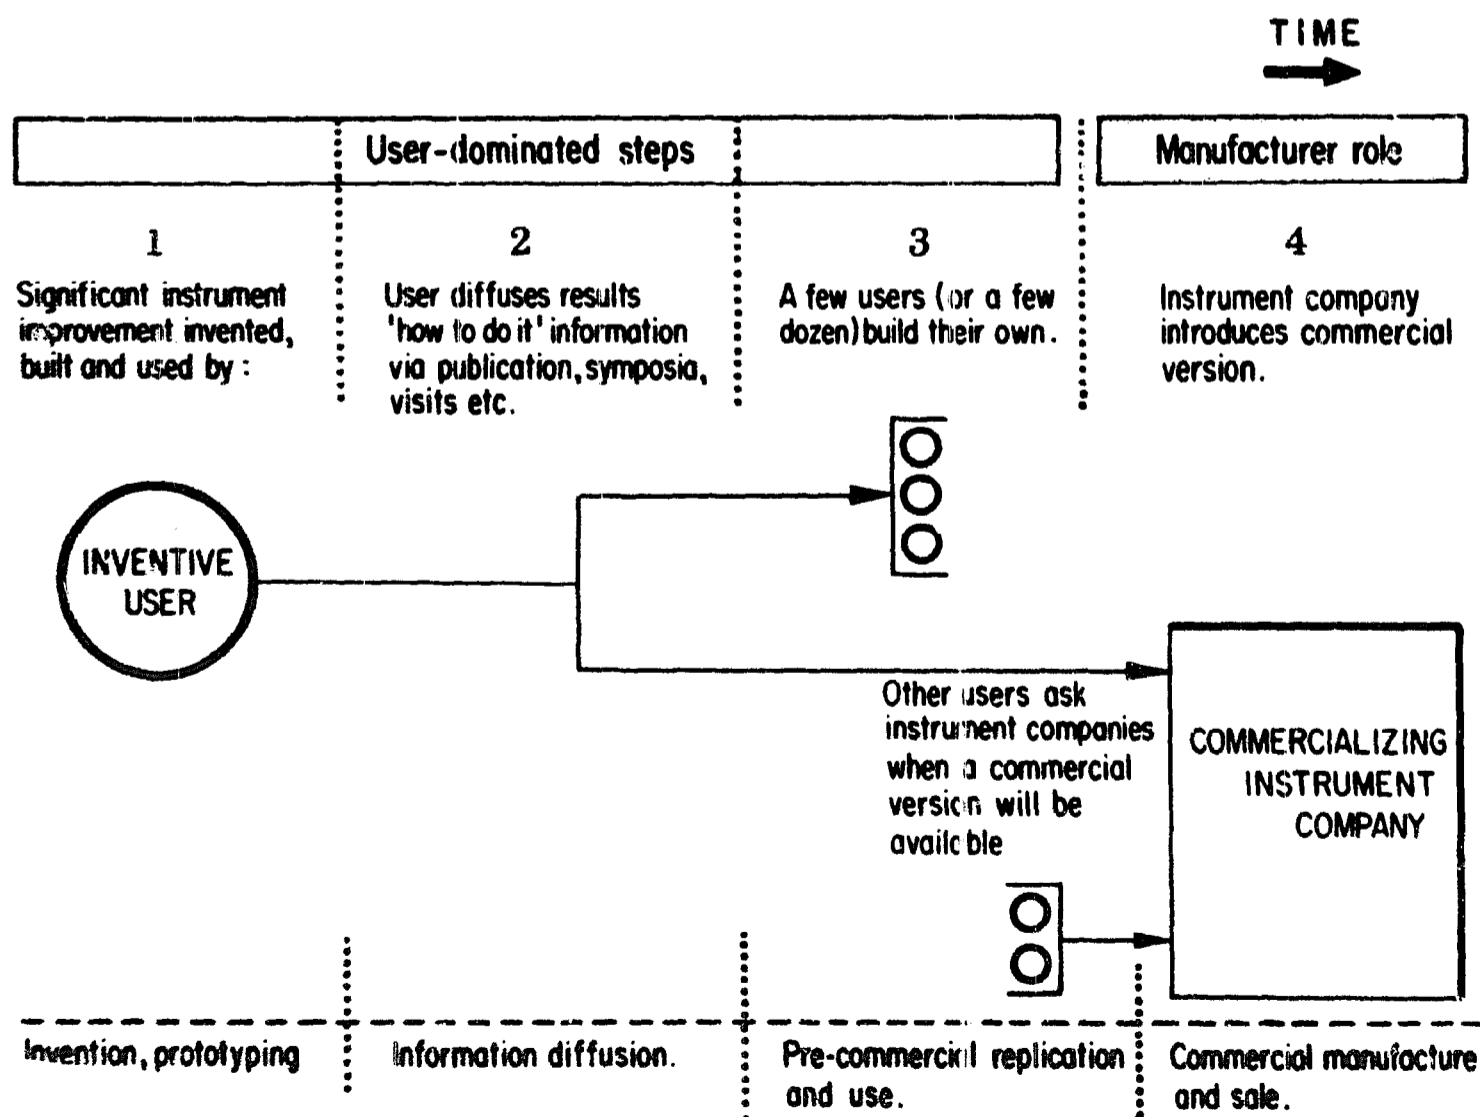 TIME
User-dominated steps
Manufacturer role
1
Significant instrument
improvement invented,
built and used by :
2
User diffuses results
'how to do it' information
via publication, symposia,
visits etc.
3
A few users (or a few
dozen) build their own.
4
Instrument company
introduces commercial
version.
INVENTIVE
USER
Other users ask
instrument companies
when a commercial
version will be
available
COMMERCIALIZING
INSTRUMENT
COMPANY
Invention, prototyping
Information diffusion.
Pre-commercial replication
and use.
Commercial manufacture
and sale.